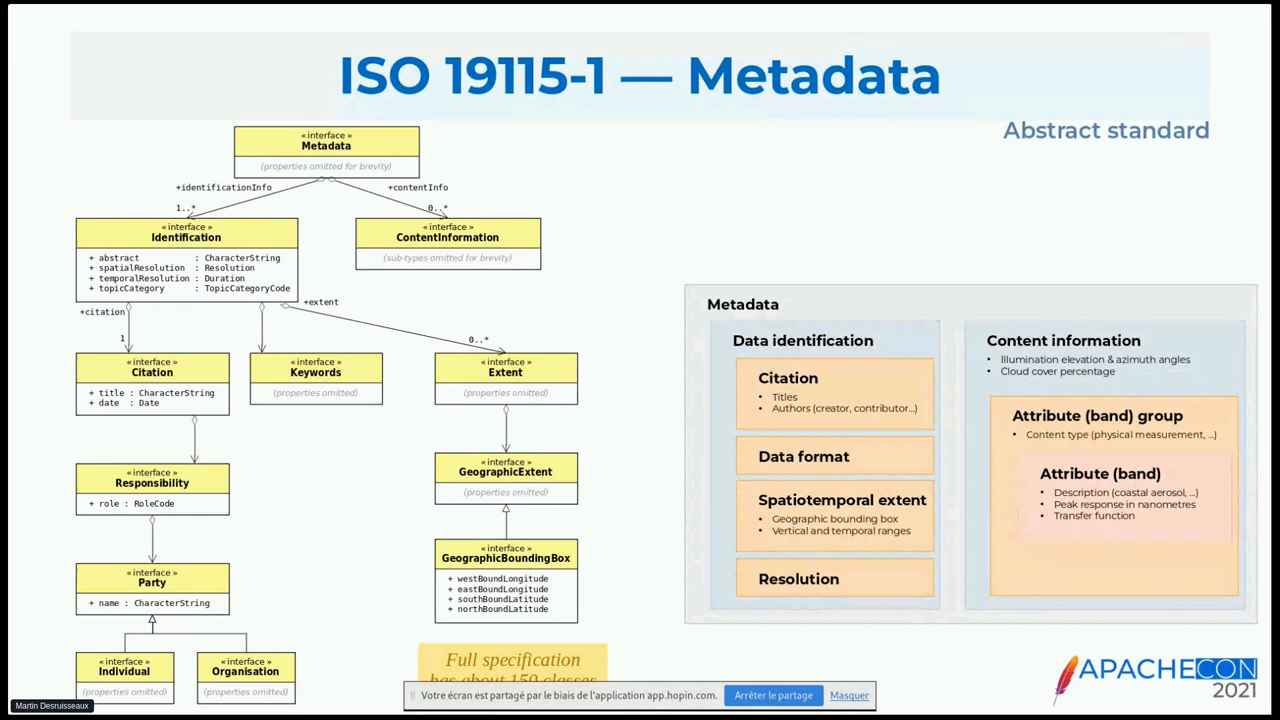 ISO 19115-1 — Metadata
Abstract standard
« interface »
Metadata
(properties omitted for brevity)
+identificationInfo
+contentInfo
1..*
0..*
« interface »
Identification
+ abstract : CharacterString
+ spatialResolution : Resolution
+ temporalResolution : Duration
+ topicCategory : TopicCategoryCode
« interface »
ContentInformation
(sub-types omitted for brevity)
+citation
+extent
1
0..*
« interface »
Citation
+ title : CharacterString
+ date : Date
« interface »
Keywords
(properties omitted)
« interface »
Extent
(properties omitted)
« interface »
Responsibility
+ role : RoleCode
« interface »
GeographicExtent
(properties omitted)
« interface »
Party
+ name : CharacterString
« interface »
GeographicBoundingBox
+ westBoundLongitude
+ eastBoundLongitude
+ southBoundLatitude
+ northBoundLatitude
« interface »
Individual
(properties omitted)
« interface »
Organisation
(properties omitted)
Full specification
has about 150 classes
Metadata
Data identification
Citation
• Titles
• Authors (creator, contributor...)
Data format
Spatiotemporal extent
• Geographic bounding box
• Vertical and temporal ranges
Resolution
Content information
• Illumination elevation & azimuth angles
• Cloud cover percentage
Attribute (band) group
• Content type (physical measurement, ...)
Attribute (band)
• Description (coastal aerosol, ...)
• Peak response in nanometres
• Transfer function
APACHECON
2021
Votre écran est partagé par le biais de l'application app.hopin.com.
Arrêter le partage
Masquer
Martin Desruisseaux